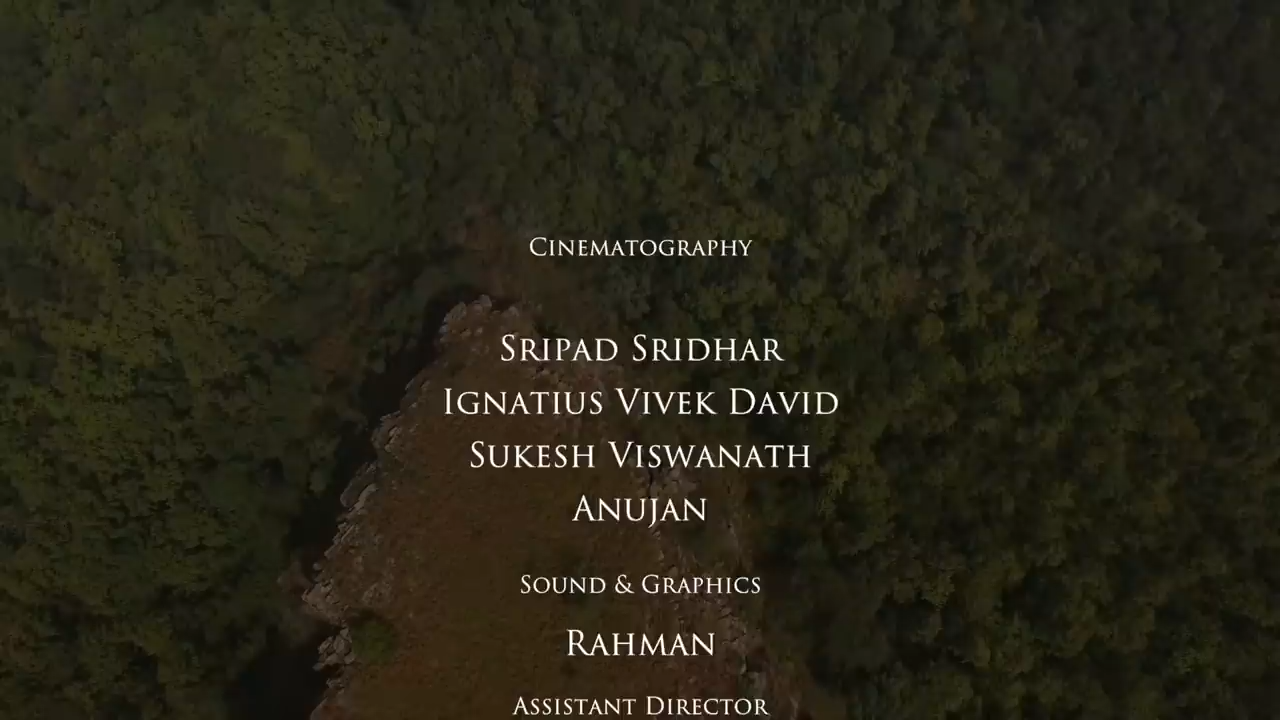 Cinematography
Sripad Sridhar
Ignatius Vivek David
Sukesh Viswanath
Anujan
Sound & Graphics
Rahman
Assistant Director